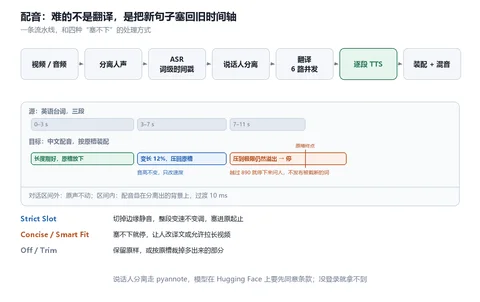 配音：难的不是翻译，是把新句子塞回旧时间轴
一条流水线，和四种“塞不下”的处理方式
视频 / 音频
分离人声
ASR
词级时间戳
说话人分离
翻译
6 路并发
逐段 TTS
装配 + 混音
源：英语台词，三段
0–3 s
3–7 s
7–11 s
目标：中文配音，按原槽装配
原槽终点
长度刚好，原槽放下
变长 12%，压回原槽
压到极限仍然溢出 → 停
音高不变，只改速度
越过 890 就停下来问人，不发有被截断的词
对话区间外：原声不动；区间内：配音叠在分离出的背景上，过渡 10 ms
Strict Slot
切掉边缘静音，整段变速不变调，塞进原起止
Concise / Smart Fit
塞不下就停，让人改译文或允许拉长视频
Off / Trim
保留原样，或按原槽裁掉多出来的部分
说话人分离走 pyannote，模型在 Hugging Face 上要先同意条款；没登录就拿不到